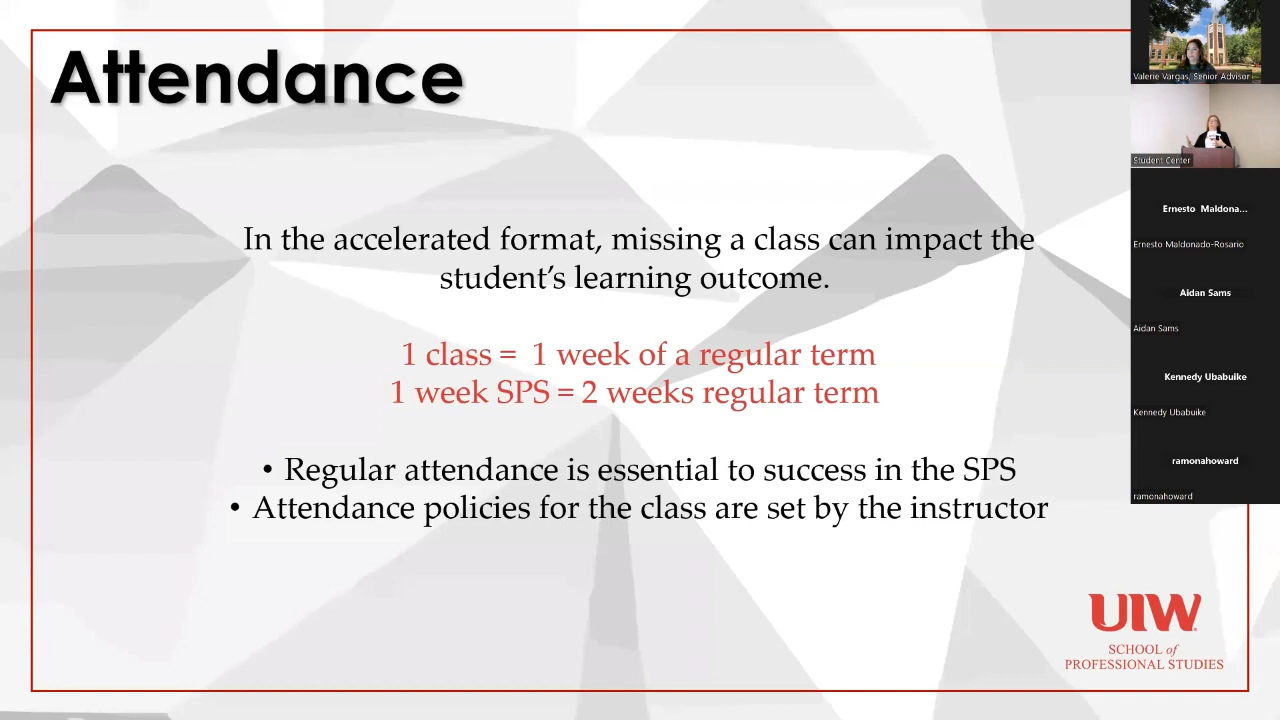 Attendance
In the accelerated format, missing a class can impact the
student's learning outcome.
1 class =  1 week of a regular term
1 week SPS = 2 weeks regular term
• Regular attendance is essential to success in the SPS
• Attendance policies for the class are set by the instructor
UIW
SCHOOL of
PROFESSIONAL STUDIES
Valerie Vargas, Senior Advisor
Student Center
Ernesto Maldona...
Ernesto Maldonado-Rosario
Aidan Sams
Aidan Sams
Kennedy Ubabuike
Kennedy Ubabuike
ramonahoward
ramonahoward